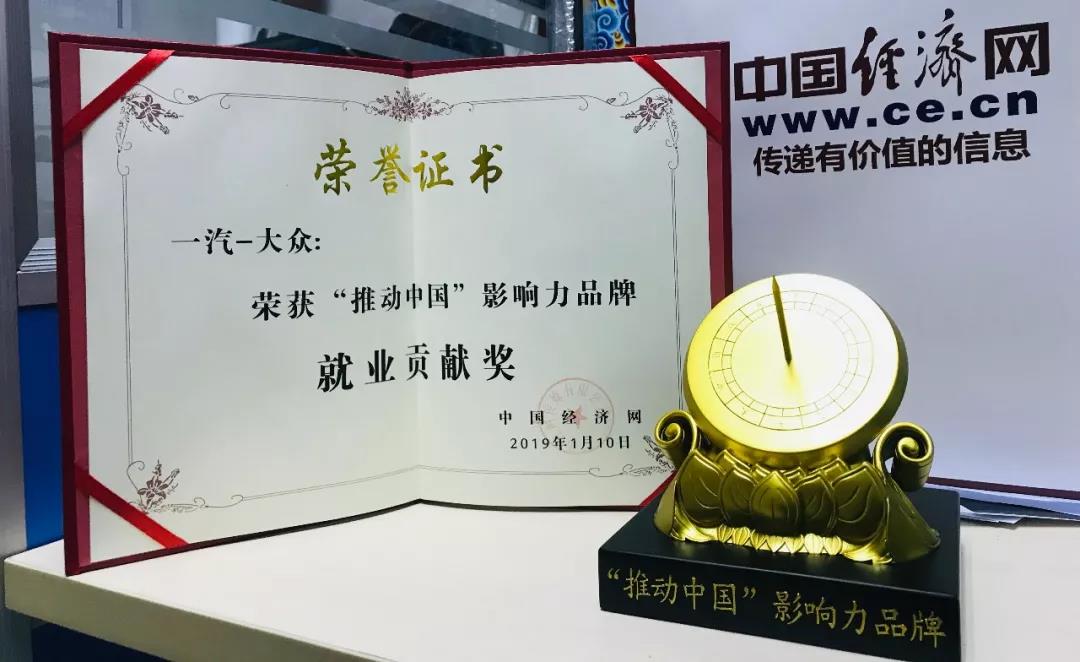 荣誉证书
一汽-大众:
荣获“推动中国”影响力品牌
就业贡献奖
中国经济网
2019年1月10日
中国经济网
www.ce.cn
传递有价值的信息
“推动中国”影响力品牌